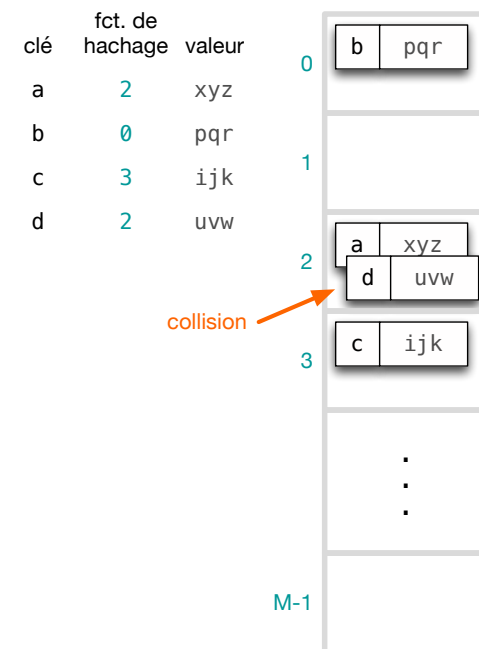 fct. de
clé hachage valeur
a 2 xyz
b 0 pqr
c 3 ijk
d 2 uvw
collision
0 b pqr
1
2 a xyz
d uvw
3 c ijk
.
.
.
M-1